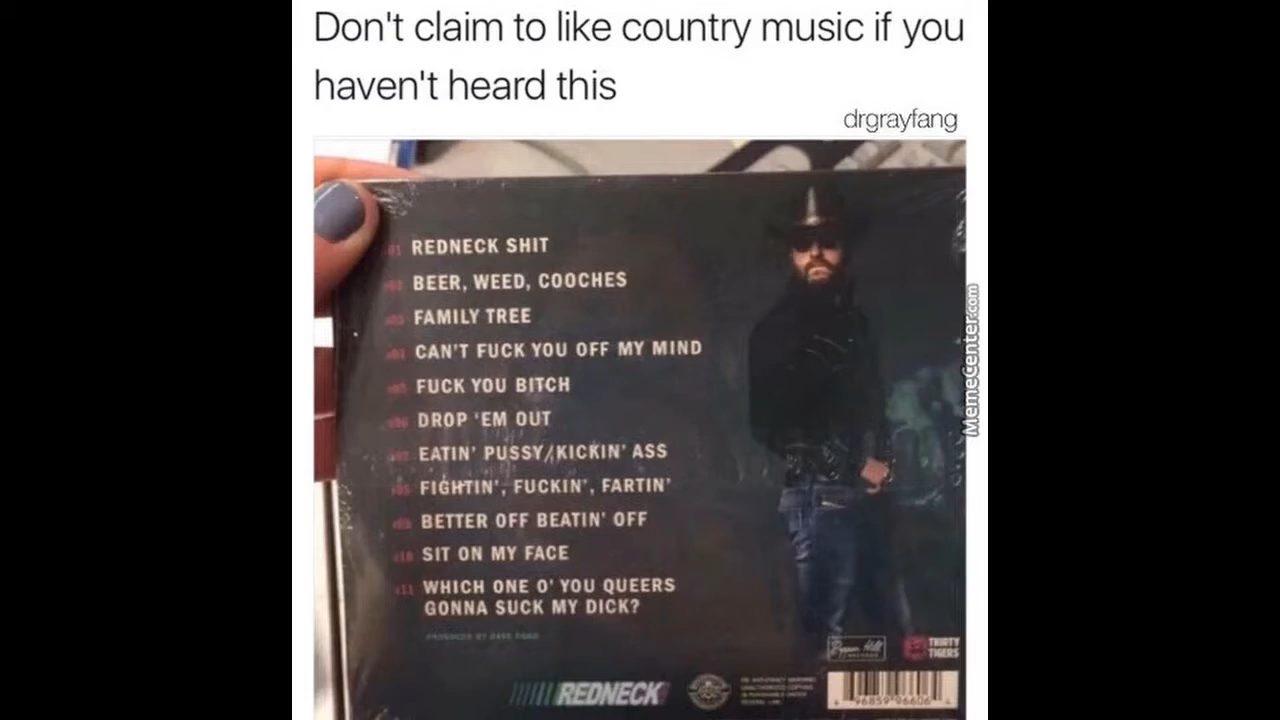 Don't claim to like country music if you
haven't heard this
drgrayfang
REDNECK SHIT
BEER, WEED, COOCHES
FAMILY TREE
CAN'T FUCK YOU OFF MY MIND
FUCK YOU BITCH
DROP 'EM OUT
EATIN' PUSSY/KICKIN' ASS
FIGHTIN', FUCKIN', FARTIN'
BETTER OFF BEATIN' OFF
SIT ON MY FACE
WHICH ONE O' YOU QUEERS
GONNA SUCK MY DICK?
PRODUCED BY
THIRTY
TIGERS
REDNECK
MemeCenter.com